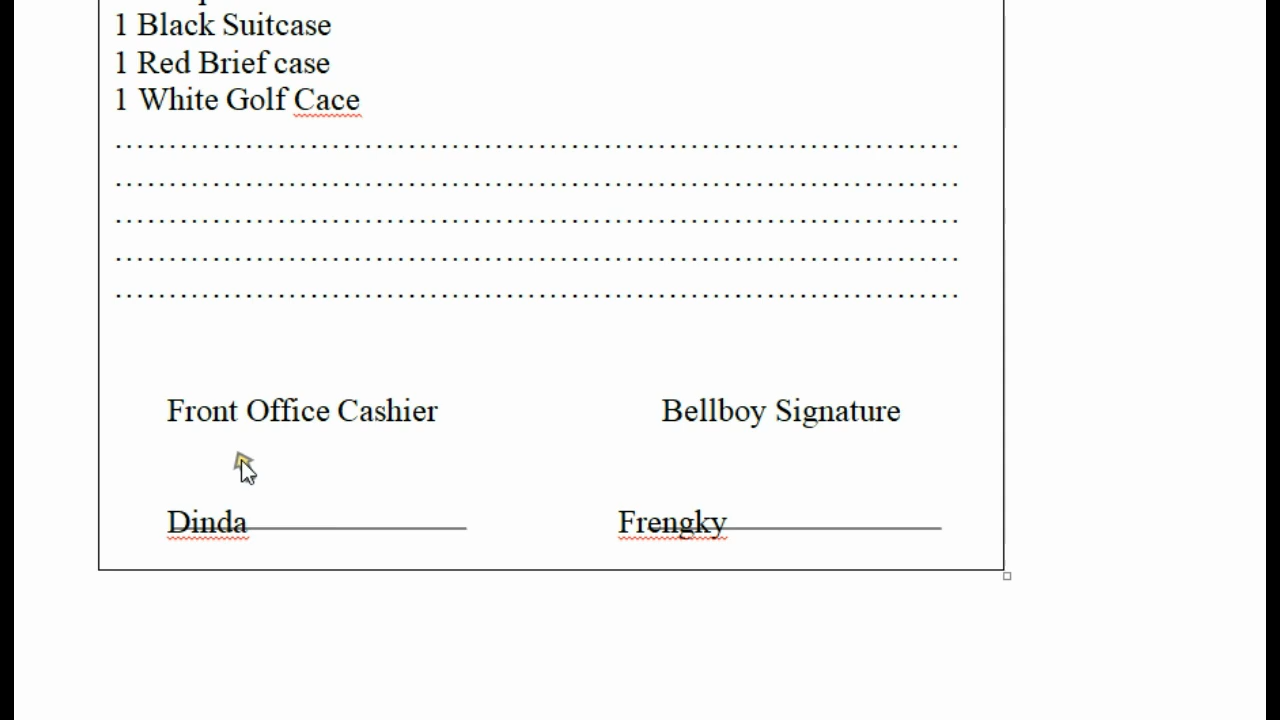 1 Black Suitcase
1 Red Brief case
1 White Golf Cace
........................................................................................
........................................................................................
........................................................................................
........................................................................................
........................................................................................
Front Office Cashier Bellboy Signature
Dinda Frengky